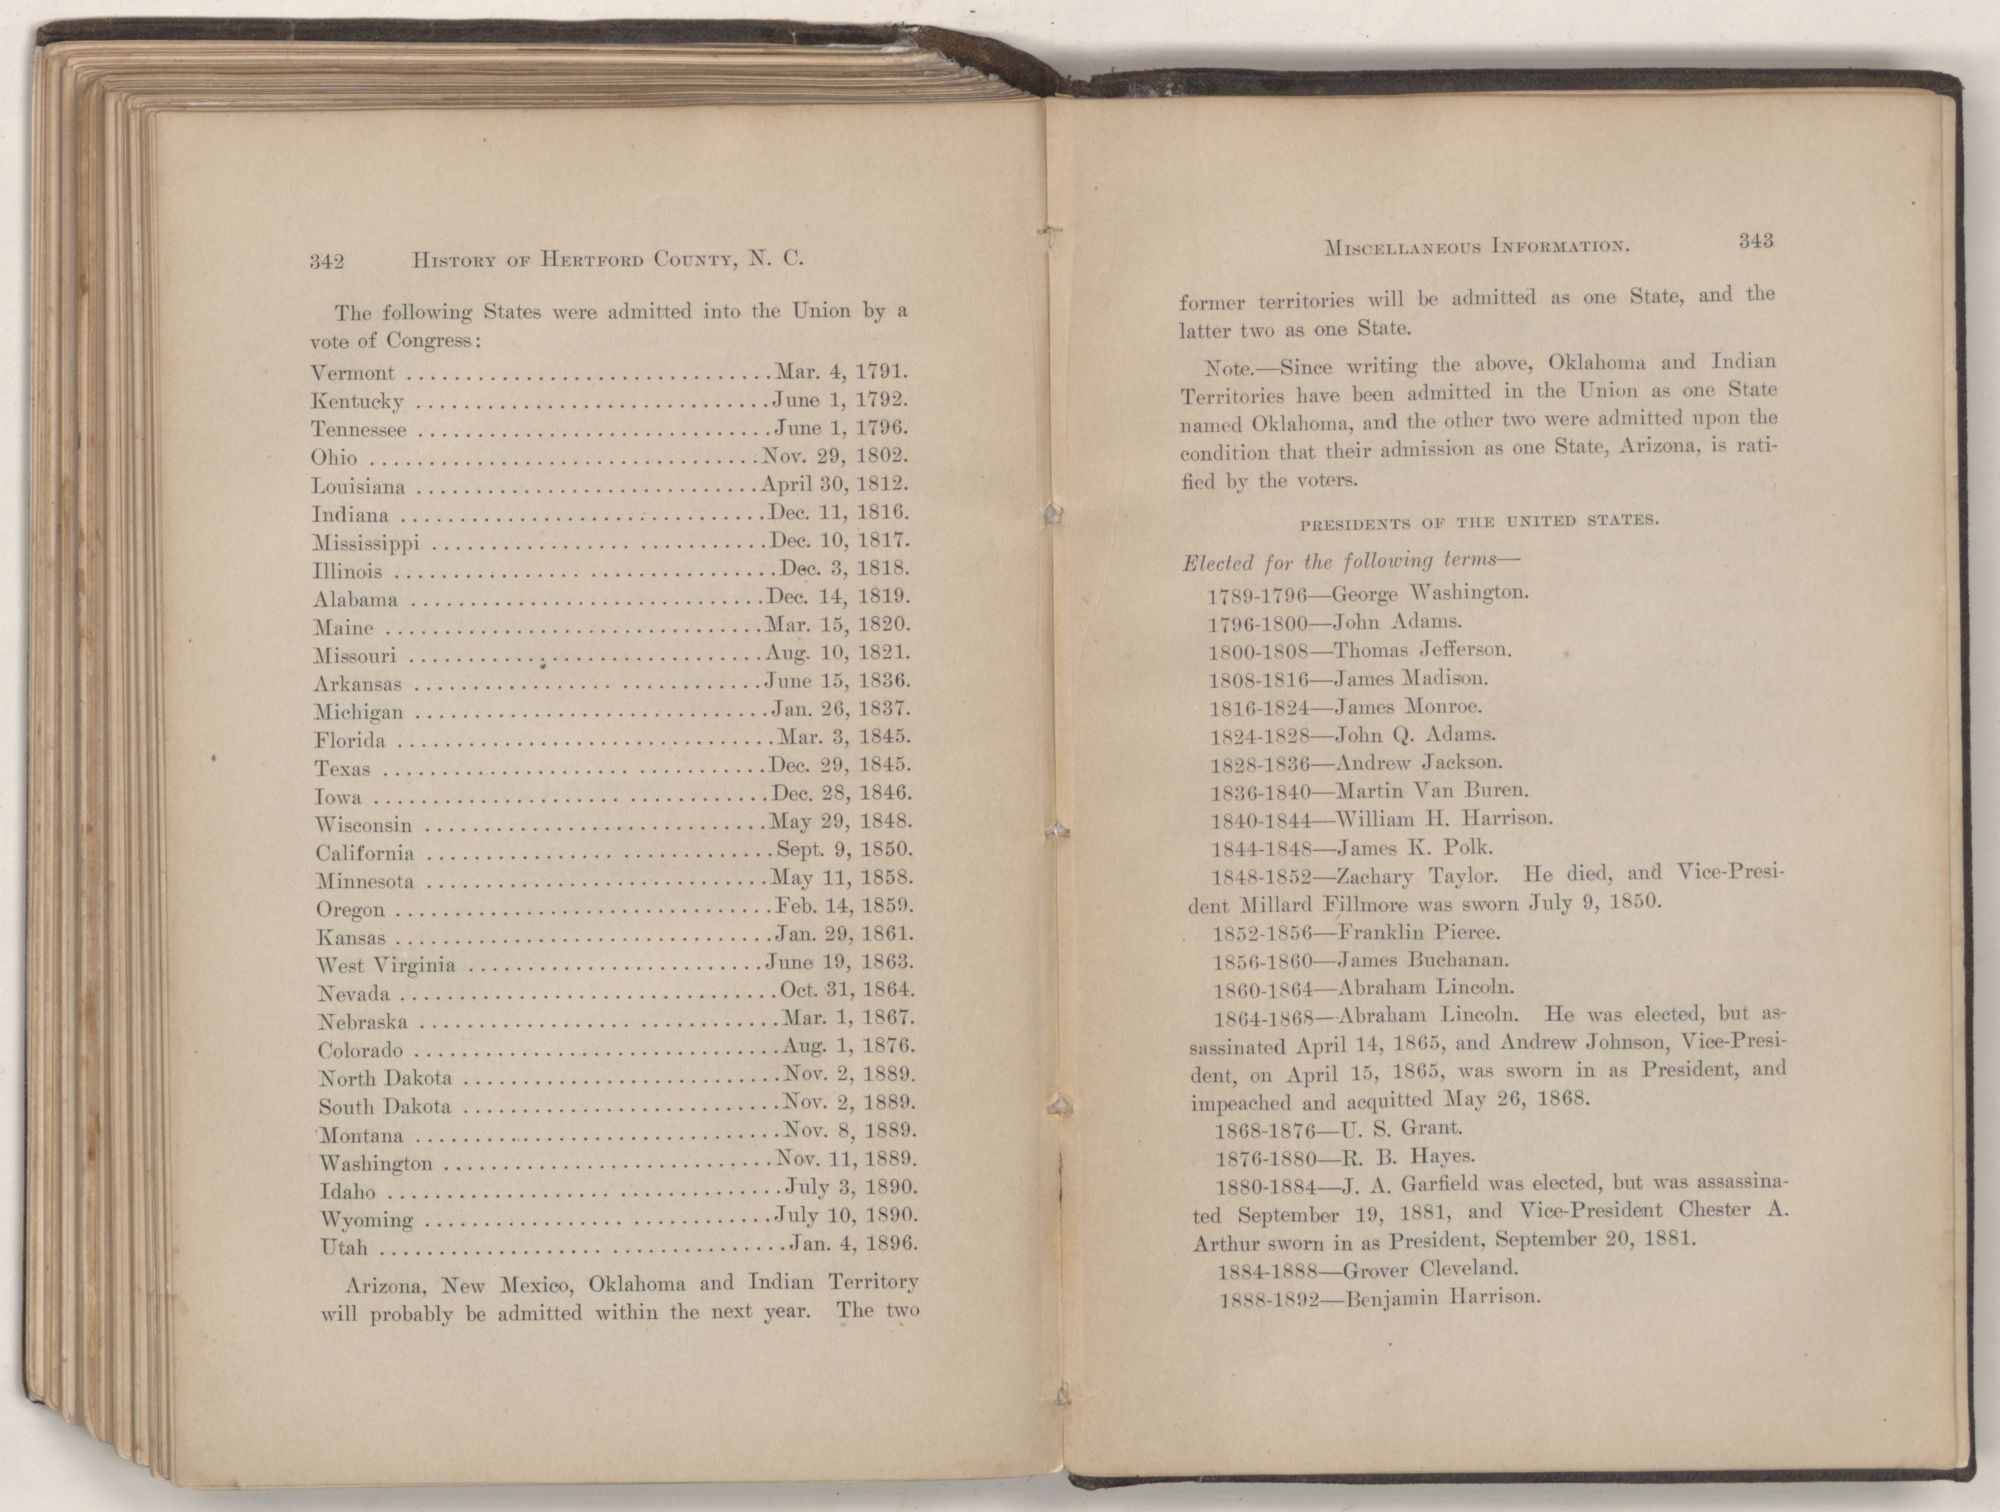 342 History of Hertford County, N. C.
The following States were admitted into the Union by a
vote of Congress:
Vermont ............................... Mar. 4, 1791.
Kentucky .............................. June 1, 1792.
Tennessee .............................. June 1, 1796.
Ohio ................................. Nov. 29, 1802.
Louisiana ............................. April 30, 1812.
Indiana ............................... Dec. 11, 1816.
Mississippi ............................ Dec. 10, 1817.
Illinois ................................. Dec. 3, 1818.
Alabama .............................. Dec. 14, 1819.
Maine ................................ Mar. 15, 1820.
Missouri .............................. Aug. 10, 1821.
Arkansas ............................. June 15, 1836.
Michigan .............................. Jan. 26, 1837.
Florida ................................ Mar. 3, 1845.
Texas ................................ Dec. 29, 1845.
Iowa ................................. Dec. 28, 1846.
Wisconsin ............................. May 29, 1848.
California ............................. Sept. 9, 1850.
Minnesota ............................. May 11, 1858.
Oregon ................................ Feb. 14, 1859.
Kansas ................................ Jan. 29, 1861.
West Virginia ......................... June 19, 1863.
Nevada ................................ Oct. 31, 1864.
Nebraska .............................. Mar. 1, 1867.
Colorado ............................... Aug. 1, 1876.
North Dakota ........................... Nov. 2, 1889.
South Dakota ........................... Nov. 2, 1889.
Montana ............................... Nov. 8, 1889.
Washington ............................ Nov. 11, 1889.
Idaho ................................. July 3, 1890.
Wyoming ............................. July 10, 1890.
Utah .................................. Jan. 4, 1896.
Arizona, New Mexico, Oklahoma and Indian Territory
will probably be admitted within the next year. The two
Miscellaneous Information. 343
former territories will be admitted as one State, and the
latter two as one State.
Note.—Since writing the above, Oklahoma and Indian
Territories have been admitted in the Union as one State
named Oklahoma, and the other two were admitted upon the
condition that their admission as one State, Arizona, is rati-
fied by the voters.
PRESIDENTS OF THE UNITED STATES.
Elected for the following terms—
1789-1796—George Washington.
1796-1800—John Adams.
1800-1808—Thomas Jefferson.
1808-1816—James Madison.
1816-1824—James Monroe.
1824-1828—John Q. Adams.
1828-1836—Andrew Jackson.
1836-1840—Martin Van Buren.
1840-1844—William H. Harrison.
1844-1848—James K. Polk.
1848-1852—Zachary Taylor. He died, and Vice-Presi-
dent Millard Fillmore was sworn July 9, 1850.
1852-1856—Franklin Pierce.
1856-1860—James Buchanan.
1860-1864—Abraham Lincoln.
1864-1868—Abraham Lincoln. He was elected, but as-
sassinated April 14, 1865, and Andrew Johnson, Vice-Presi-
dent, on April 15, 1865, was sworn in as President, and
impeached and acquitted May 26, 1868.
1868-1876—U. S. Grant.
1876-1880—R. B. Hayes.
1880-1884—J. A. Garfield was elected, but was assassina-
ted September 19, 1881, and Vice-President Chester A.
Arthur sworn in as President, September 20, 1881.
1884-1888—Grover Cleveland.
1888-1892—Benjamin Harrison.